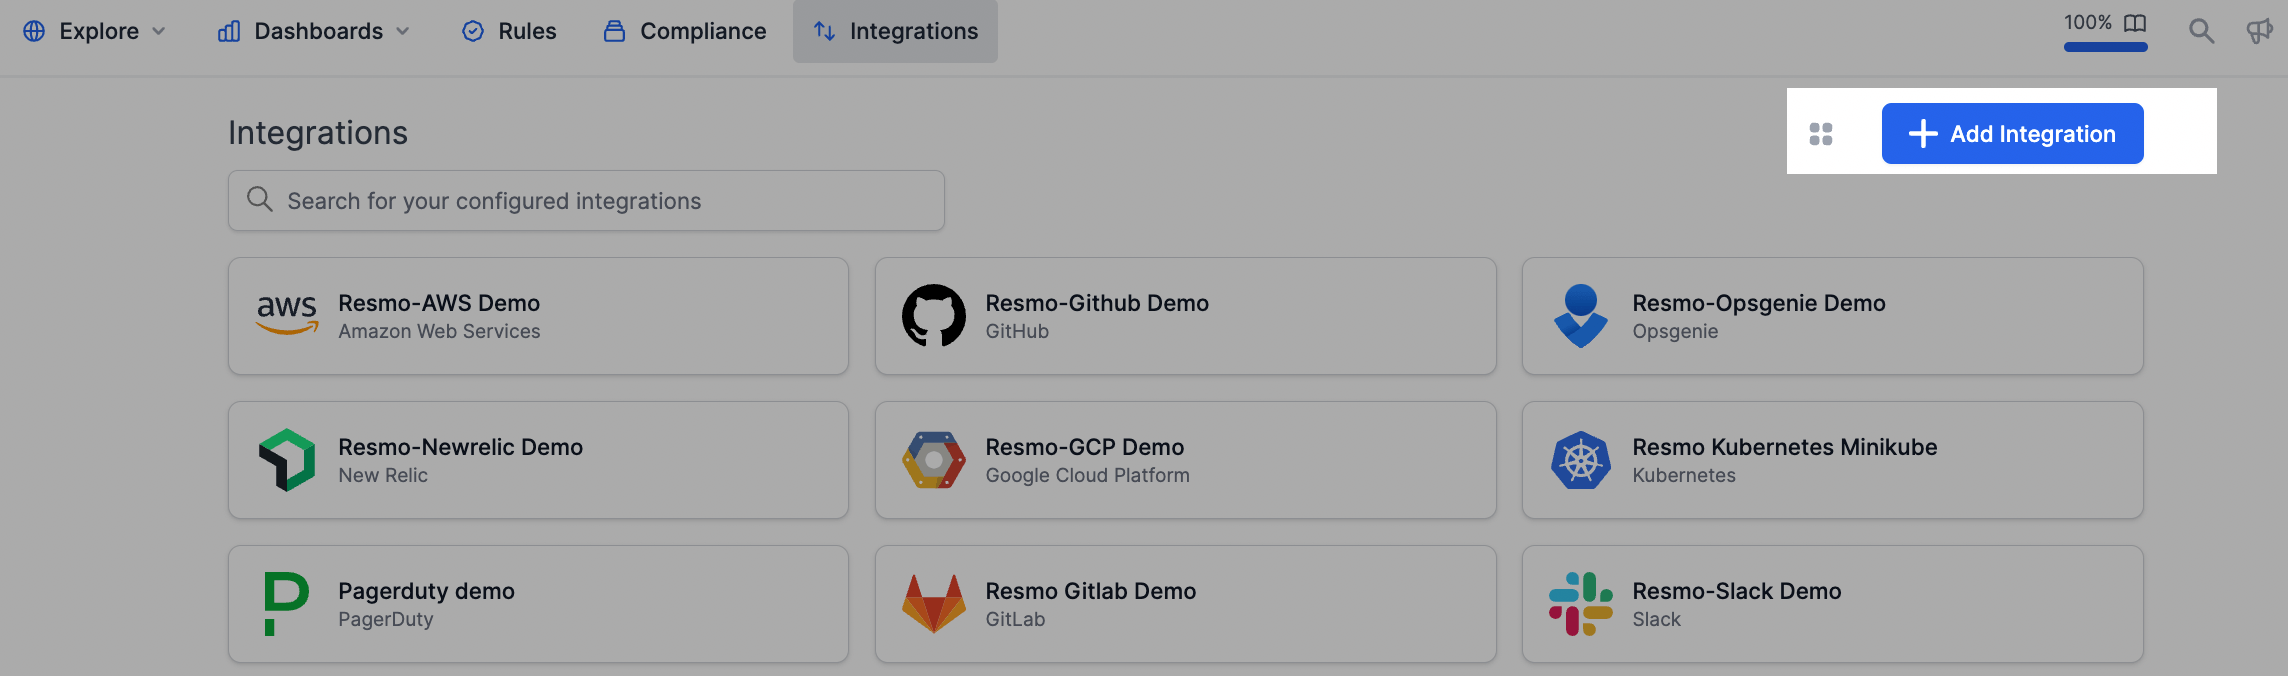 Explore
Dashboards
Rules
Compliance
Integrations
100%
Integrations
Add Integration
Search for your configured integrations
aws
Resmo-AWS Demo
Amazon Web Services
Resmo-Github Demo
GitHub
Resmo-Opsgenie Demo
Opsgenie
Resmo-Newrelic Demo
New Relic
Resmo-GCP Demo
Google Cloud Platform
Resmo Kubernetes Minikube
Kubernetes
Pagerduty demo
PagerDuty
Resmo Gitlab Demo
GitLab
Resmo-Slack Demo
Slack